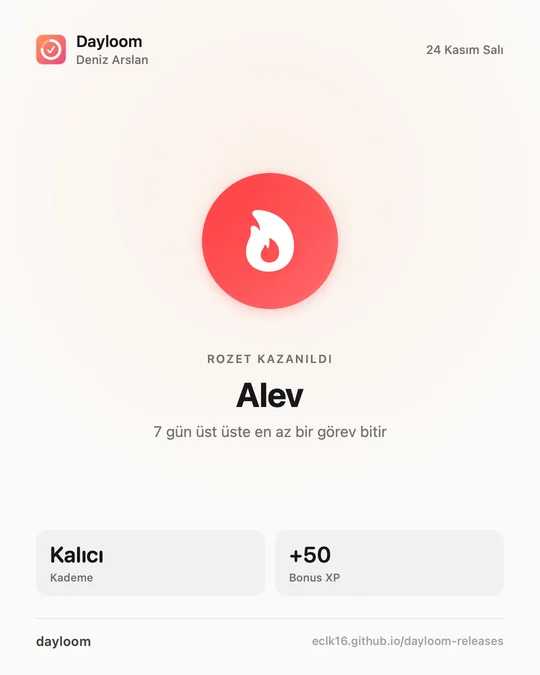 Dayloom
Deniz Arslan
24 Kasım Salı
ROZET KAZANILDI
Alev
7 gün üst üste en az bir görev bitir
Kalıcı
Kademe
+50
Bonus XP
dayloom
eclk16.github.io/dayloom-releases